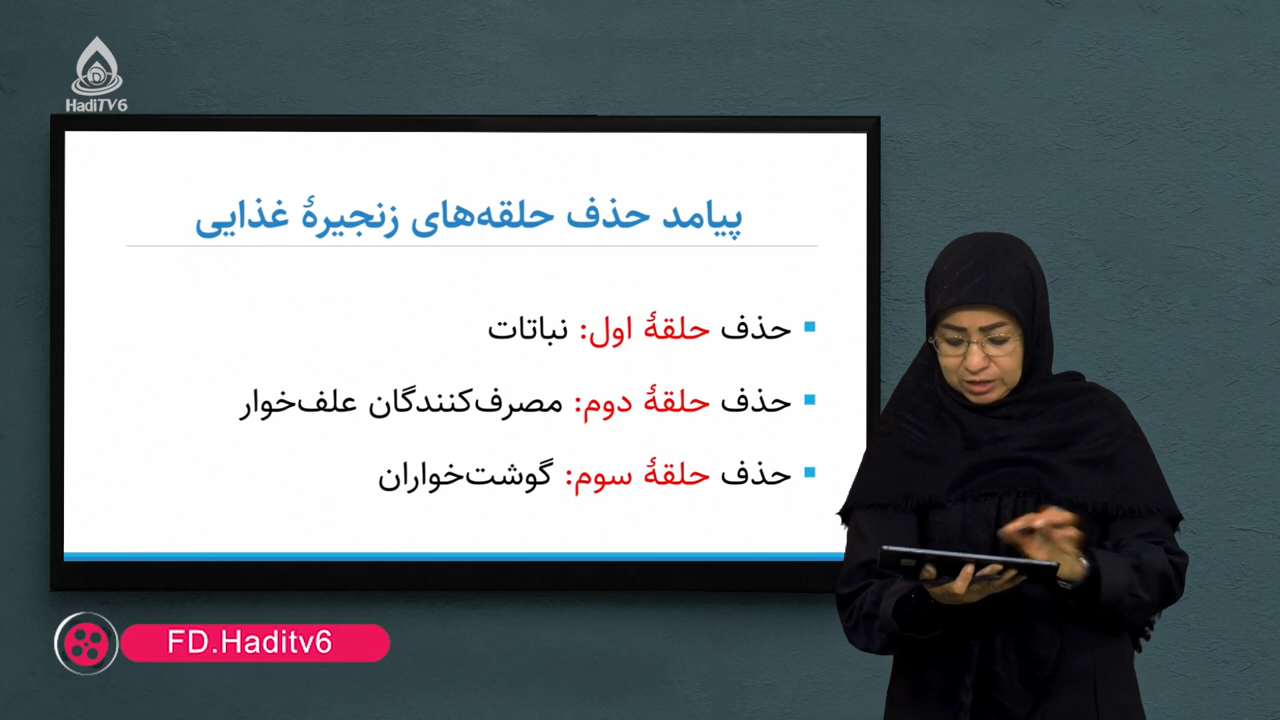 HadiTV6
پیامد حذف حلقه‌های زنجیرهٔ غذایی
حذف حلقهٔ اول: نباتات
حذف حلقهٔ دوم: مصرف‌کنندگان علف‌خوار
حذف حلقهٔ سوم: گوشت‌خواران
FD.Haditv6